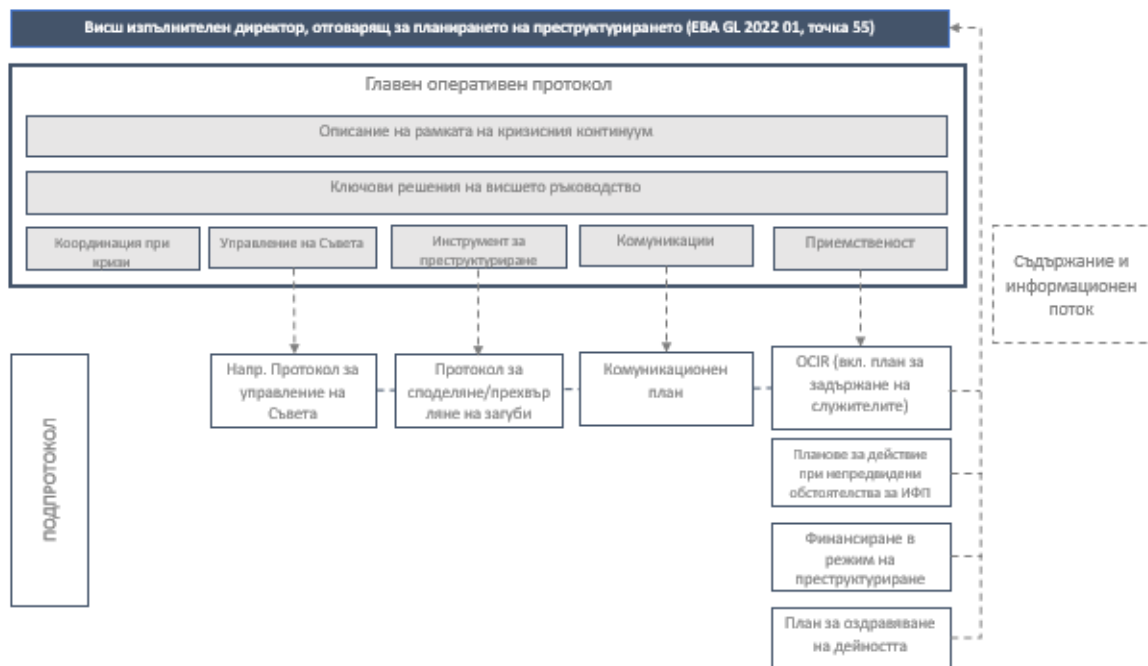 Висш изпълнителен директор, отговарящ за планирането на преструктурирането (EBA GL 2022 01, точка 55)
Главен оперативен протокол
Описание на рамката на кризисния континуум
Ключови решения на висшето ръководство
Координация при
кризи
Управление на Съвета
Инструмент за
преструктуриране
Комуникации
Приемственост
Съдържание и
информационен
поток
ПОДПРОТОКОЛ
Напр. Протокол за
управление на
Съвета
Протокол за
споделяне/прехвър
ляне на загуби
Комуникационен
план
OCIR (вкл. план за
задържане на
служителите)
Планове за действие
при непредвидени
обстоятелства за ИФП
Финансиране в
режим на
преструктуриране
План за оздравяване
на дейността